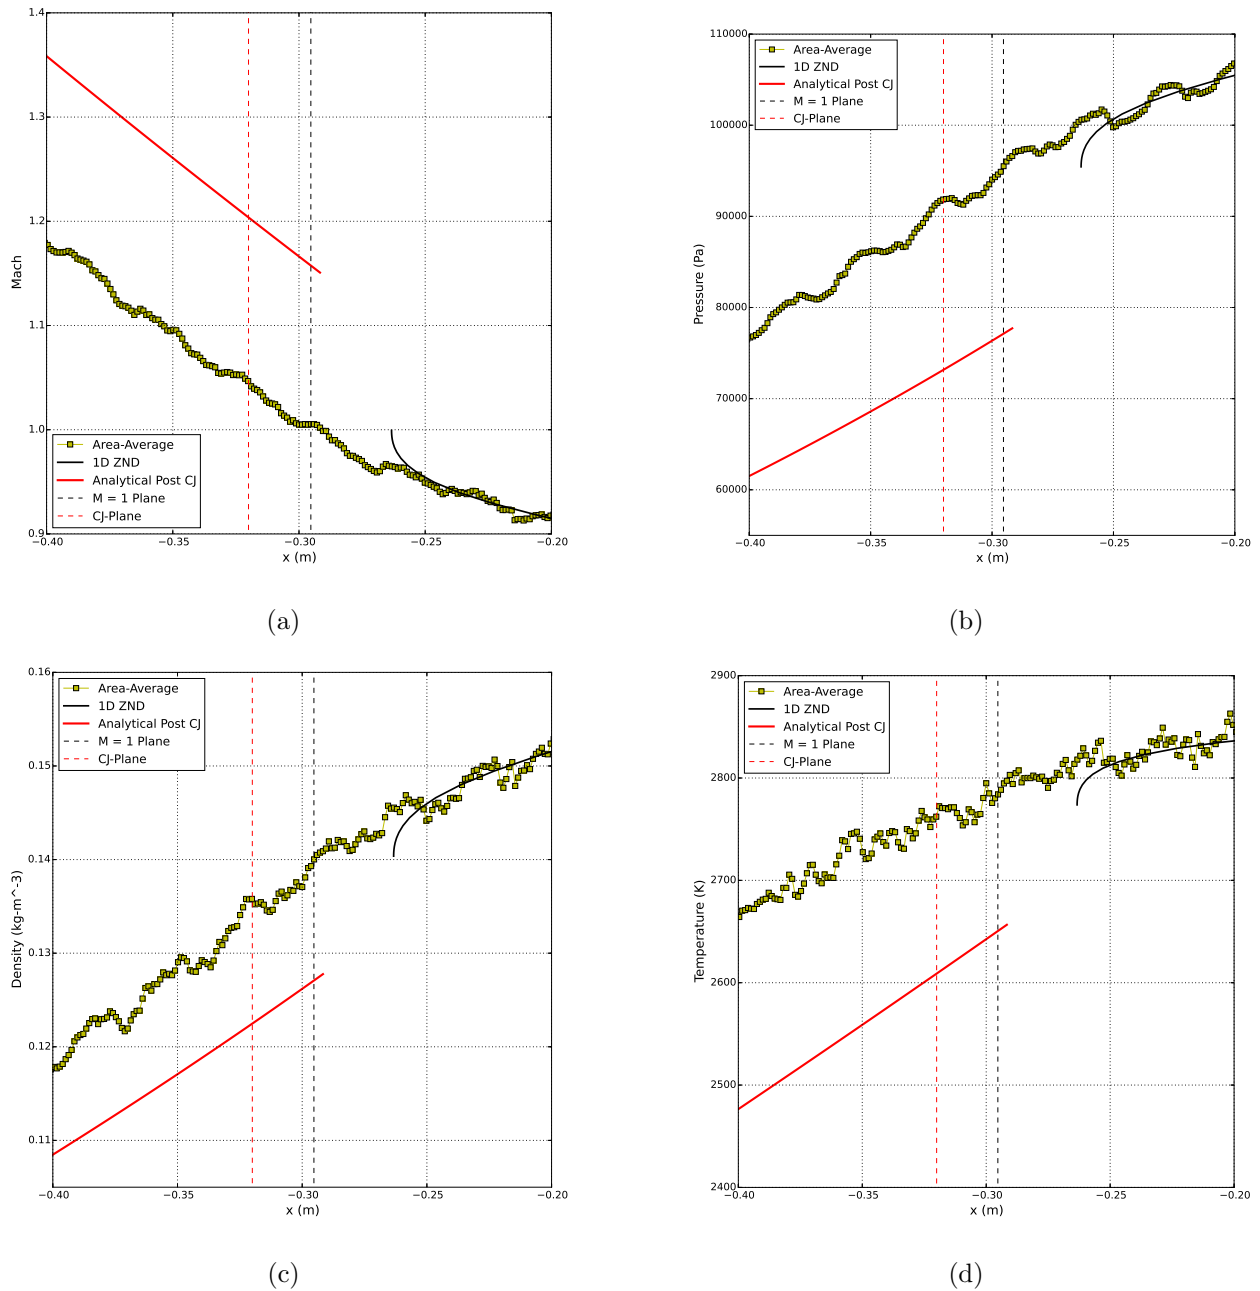 1.4
1.3
1.2
1.1
1.0
0.9
Mach
Area-Average
1D ZND
Analytical Post CJ
M = 1 Plane
CJ-Plane
−0.40 −0.35 −0.30 −0.25 −0.20
x (m)
(a)
110000
100000
90000
80000
70000
60000
Pressure (Pa)
Area-Average
1D ZND
Analytical Post CJ
M = 1 Plane
CJ-Plane
−0.40 −0.35 −0.30 −0.25 −0.20
x (m)
(b)
0.16
0.15
0.14
0.13
0.12
0.11
Density (kg-m^-3)
Area-Average
1D ZND
Analytical Post CJ
M = 1 Plane
CJ-Plane
−0.40 −0.35 −0.30 −0.25 −0.20
x (m)
(c)
2900
2800
2700
2600
2500
2400
Temperature (K)
Area-Average
1D ZND
Analytical Post CJ
M = 1 Plane
CJ-Plane
−0.40 −0.35 −0.30 −0.25 −0.20
x (m)
(d)